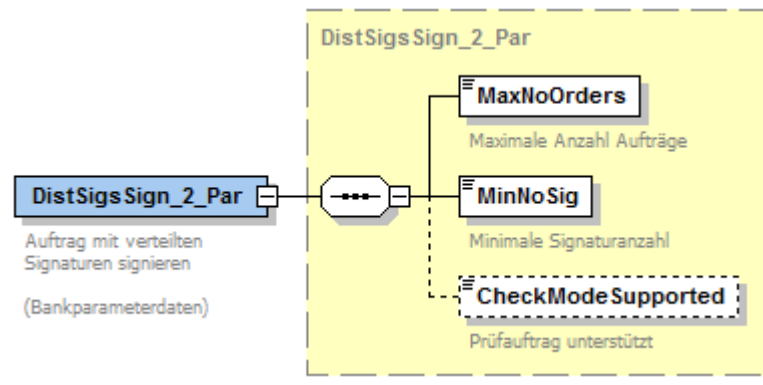 DistSigsSign_2_Par
MaxNoOrders
Maximale Anzahl Aufträge
DistSigsSign_2_Par
Auftrag mit verteilten
Signaturen signieren
(Bankparameterdaten)
MinNoSig
Minimale Signaturanzahl
CheckModeSupported
Prüfauftrag unterstützt